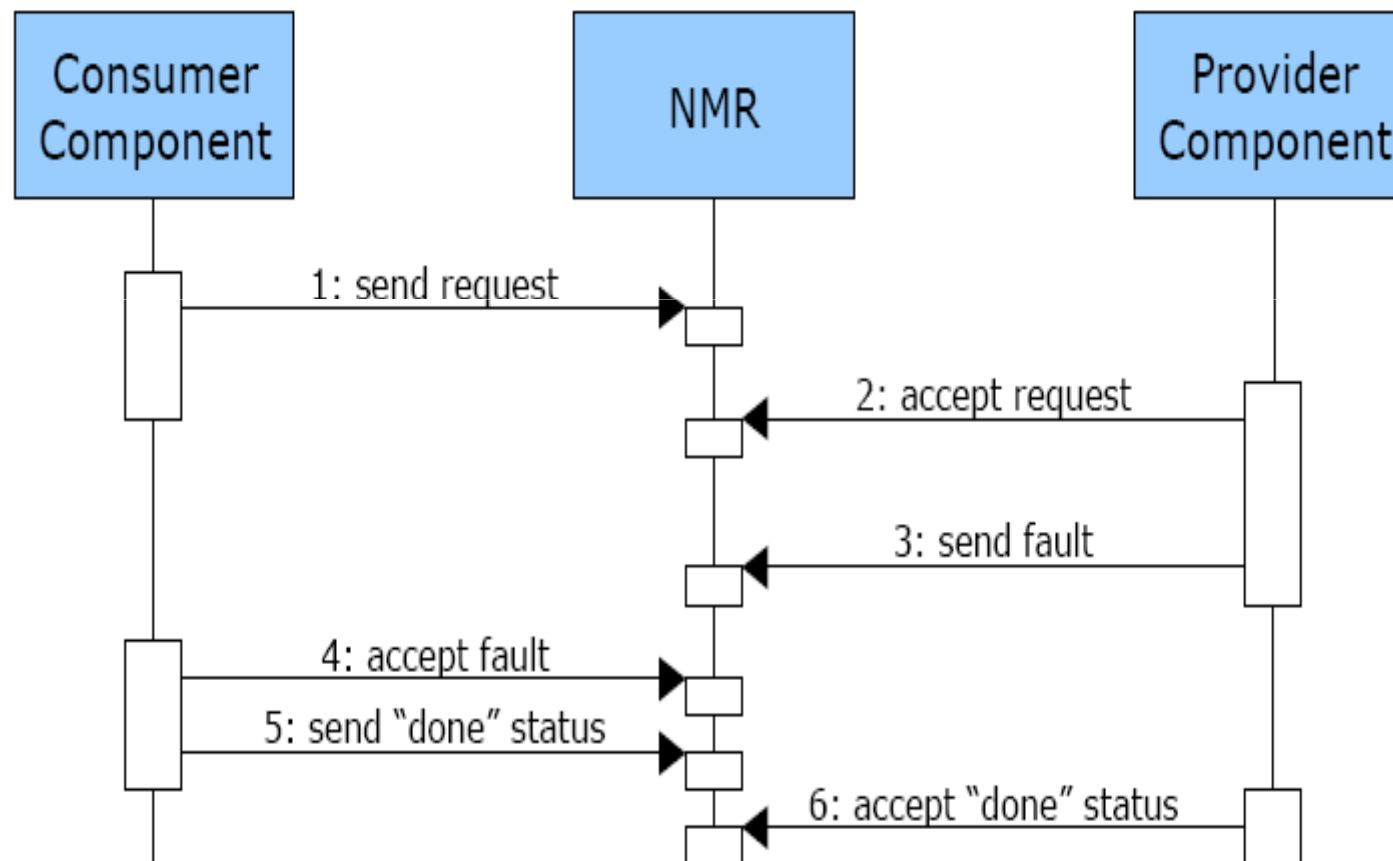 Consumer
Component
NMR
Provider
Component
1: send request
2: accept request
3: send fault
4: accept fault
5: send “done” status
6: accept “done” status